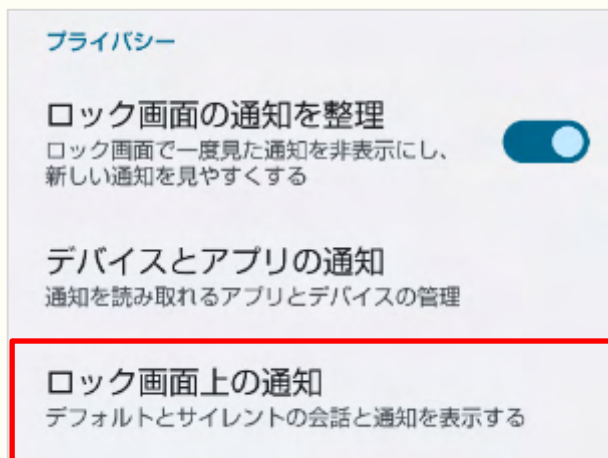 プライバシー
ロック画面の通知を整理
ロック画面で一度見た通知を非表示にし、
新しい通知を見やすくする
デバイスとアプリの通知
通知を読み取れるアプリとデバイスの管理
ロック画面上の通知
デフォルトとサイレントの会話と通知を表示する